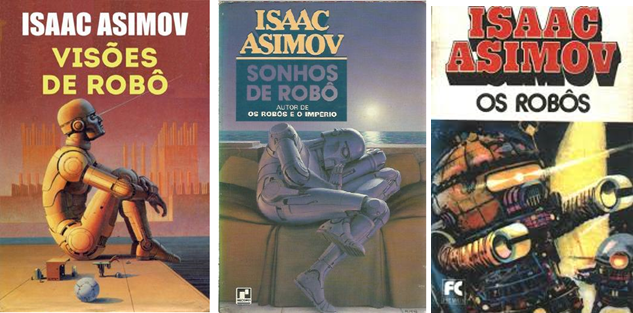 ISAAC ASIMOV
VISÕES
DE ROBÔ
ISAAC
ASIMOV
SONHOS
DE ROBÔ
AUTOR DE
OS ROBÔS E O IMPÉRIO
ISAAC
ASIMOV
OS ROBÔS
FC